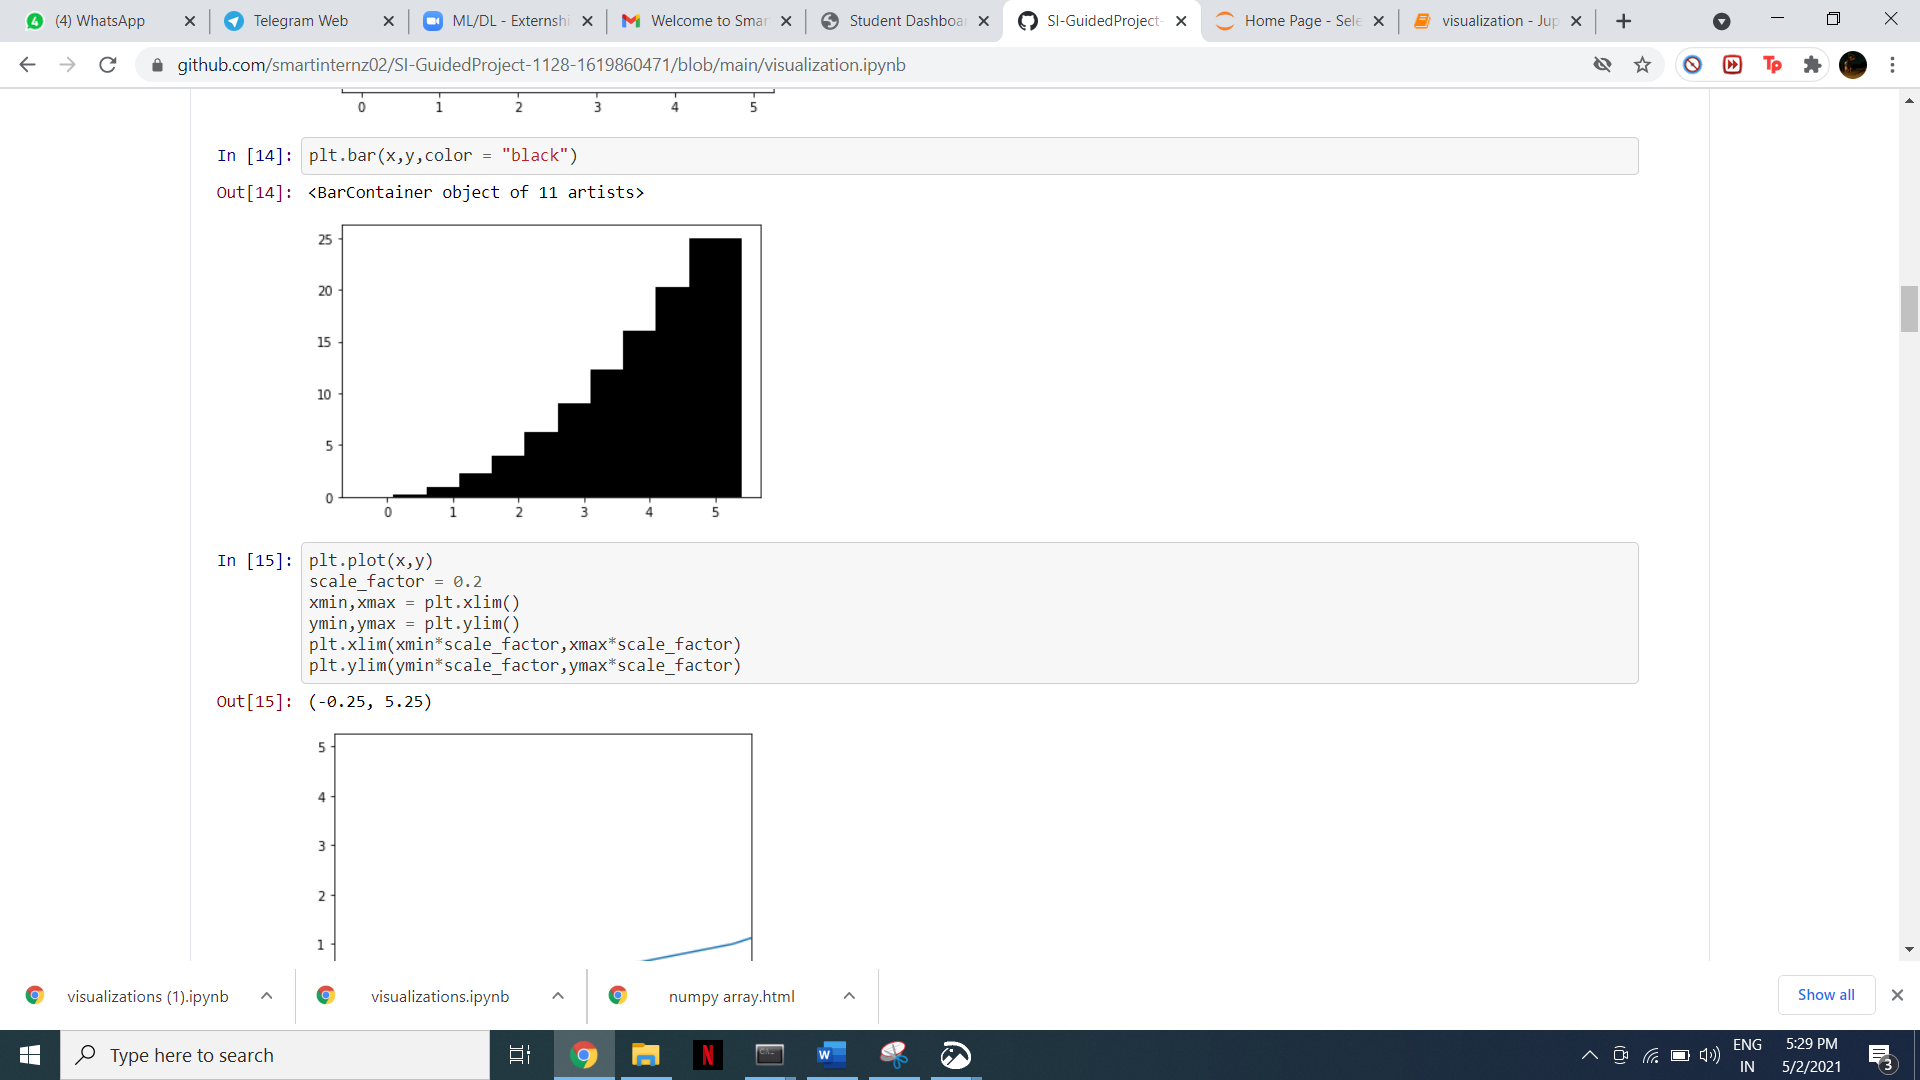 (4) WhatsApp
Telegram Web
ML/DL - Externshi
Welcome to Smar
Student Dashboar
SI-GuidedProject-
Home Page - Sele
visualization - Jup
github.com/smartinternz02/SI-GuidedProject-1128-1619860471/blob/main/visualization.ipynb
Tp
0 1 2 3 4 5
In [14]: plt.bar(x,y,color = "black")
Out[14]: <BarContainer object of 11 artists>
25
20
15
10
5
0
0 1 2 3 4 5
In [15]: plt.plot(x,y)
scale_factor = 0.2
xmin,xmax = plt.xlim()
ymin,ymax = plt.ylim()
plt.xlim(xmin*scale_factor,xmax*scale_factor)
plt.ylim(ymin*scale_factor,ymax*scale_factor)
Out[15]: (-0.25, 5.25)
5
4
3
2
1
visualizations (1).ipynb
visualizations.ipynb
numpy array.html
Show all
Type here to search
N
W
ENG
IN
5:29 PM
5/2/2021
3